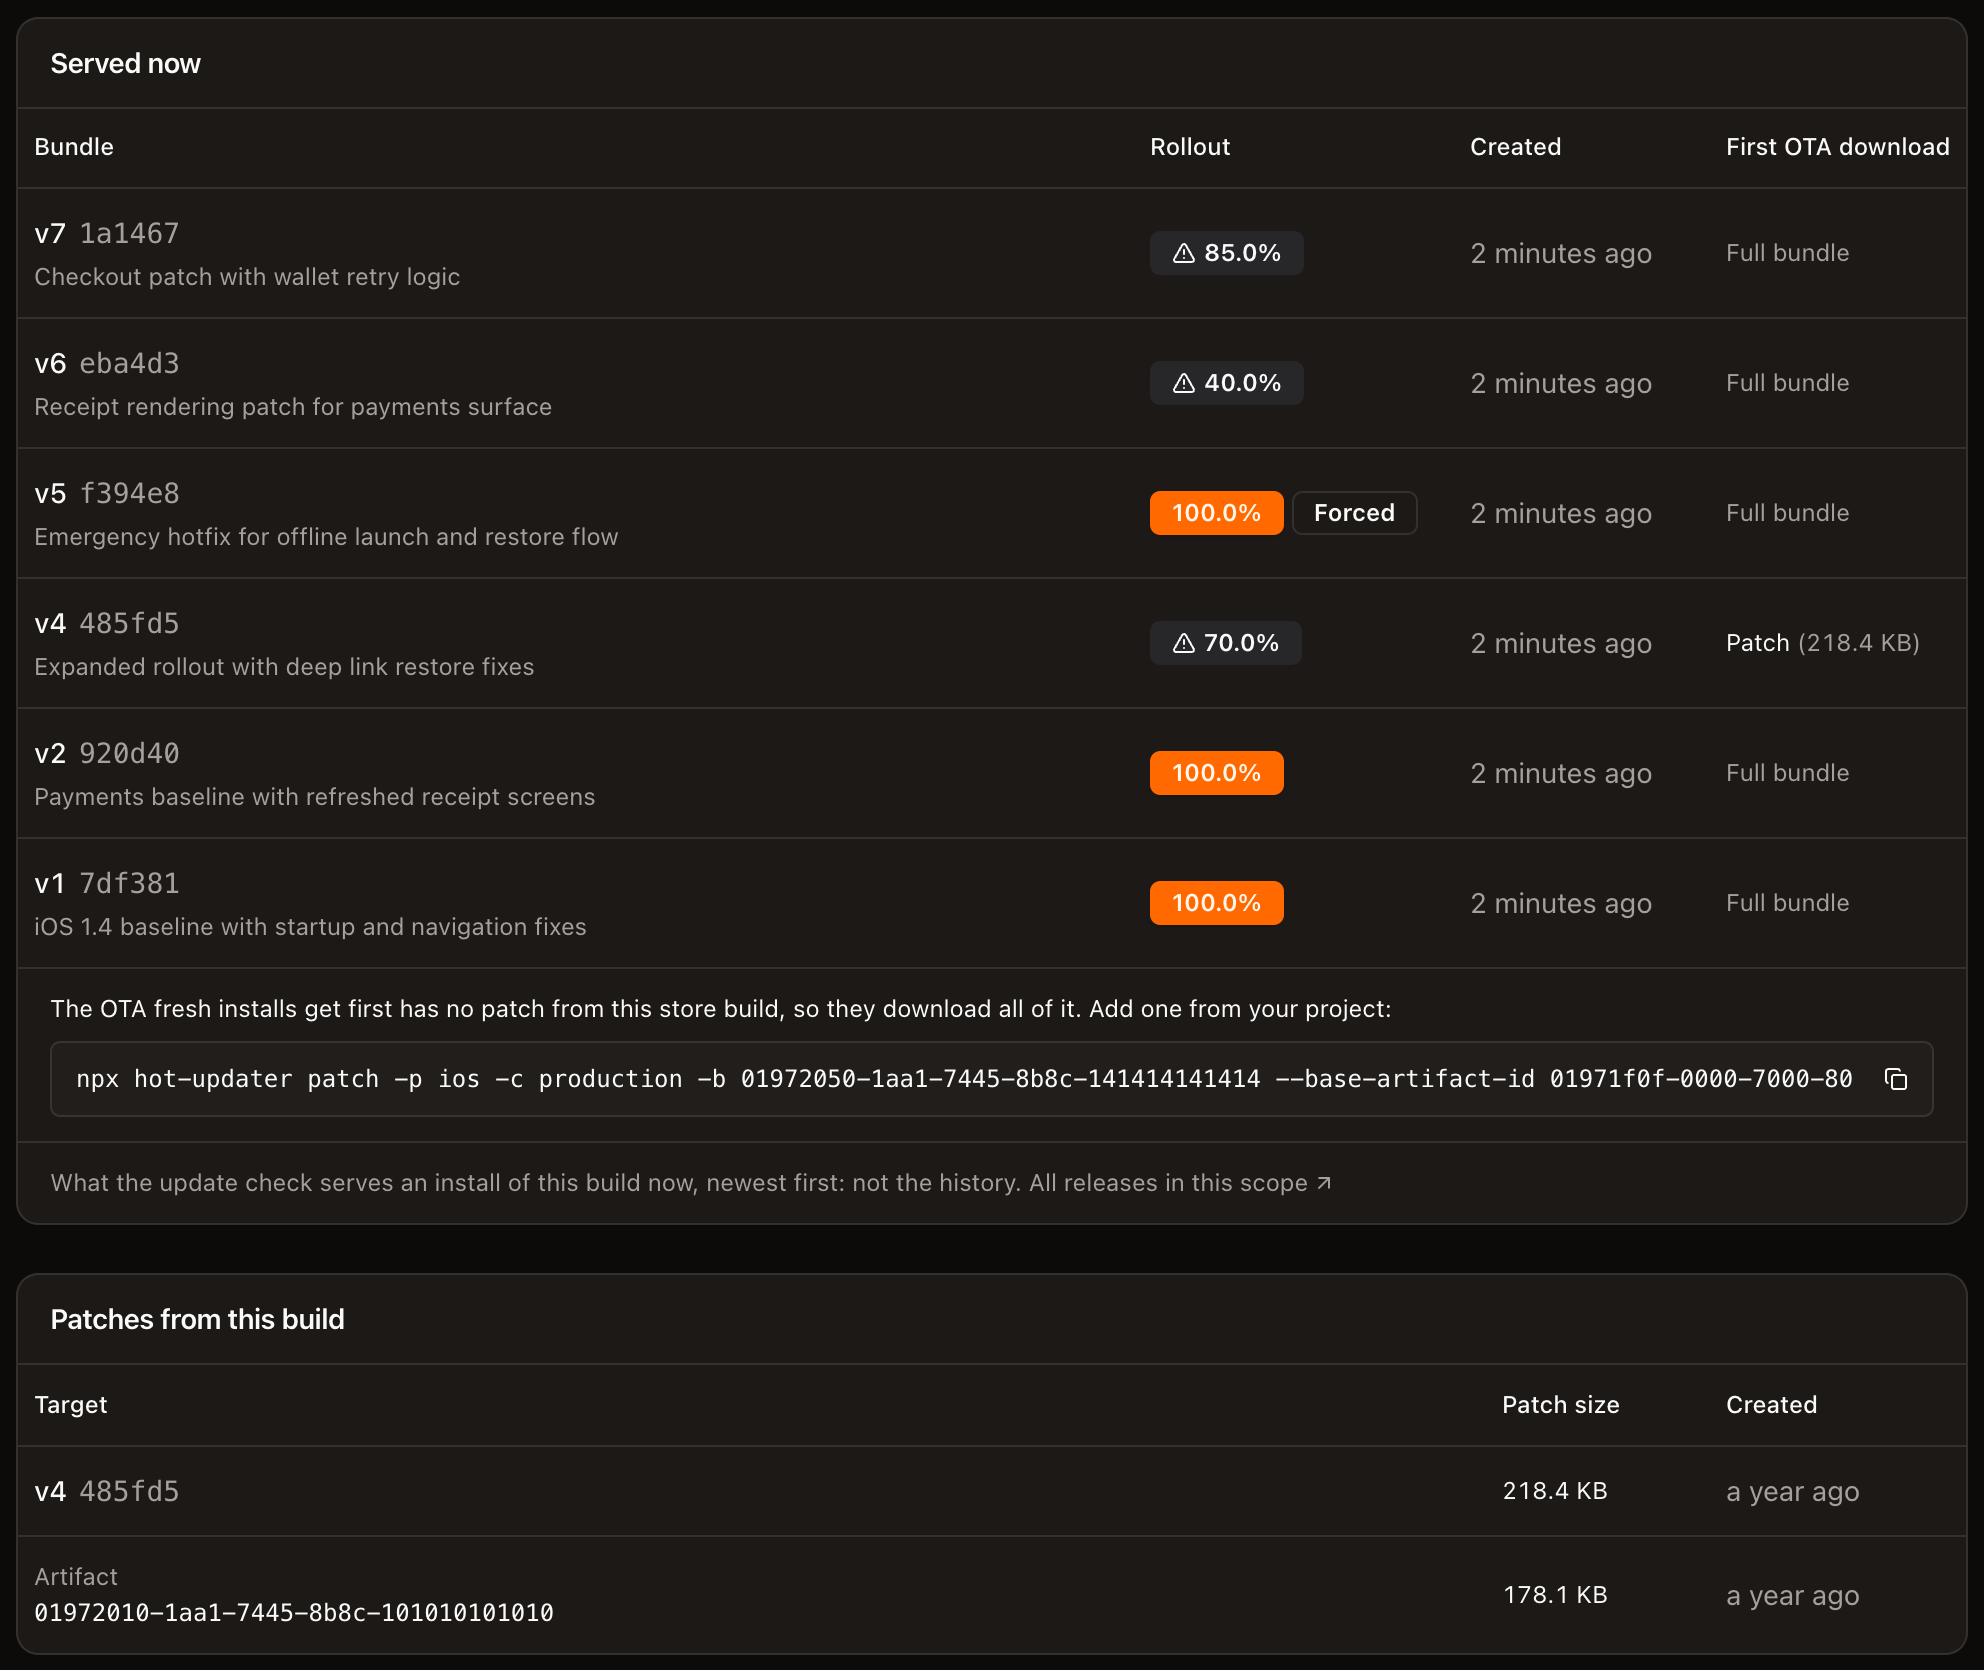 Served now
Bundle Rollout Created First OTA download
v7 1a1467
Checkout patch with wallet retry logic
85.0% 2 minutes ago Full bundle
v6 eba4d3
Receipt rendering patch for payments surface
40.0% 2 minutes ago Full bundle
v5 f394e8
Emergency hotfix for offline launch and restore flow
100.0% Forced 2 minutes ago Full bundle
v4 485fd5
Expanded rollout with deep link restore fixes
70.0% 2 minutes ago Patch (218.4 KB)
v2 920d40
Payments baseline with refreshed receipt screens
100.0% 2 minutes ago Full bundle
v1 7df381
iOS 1.4 baseline with startup and navigation fixes
100.0% 2 minutes ago Full bundle
The OTA fresh installs get first has no patch from this store build, so they download all of it. Add one from your project:
npx hot-updater patch -p ios -c production -b 01972050-1aa1-7445-8b8c-141414141414 --base-artifact-id 01971f0f-0000-7000-80
What the update check serves an install of this build now, newest first: not the history. All releases in this scope ↗
Patches from this build
Target Patch size Created
v4 485fd5 218.4 KB a year ago
Artifact
01972010-1aa1-7445-8b8c-101010101010 178.1 KB a year ago